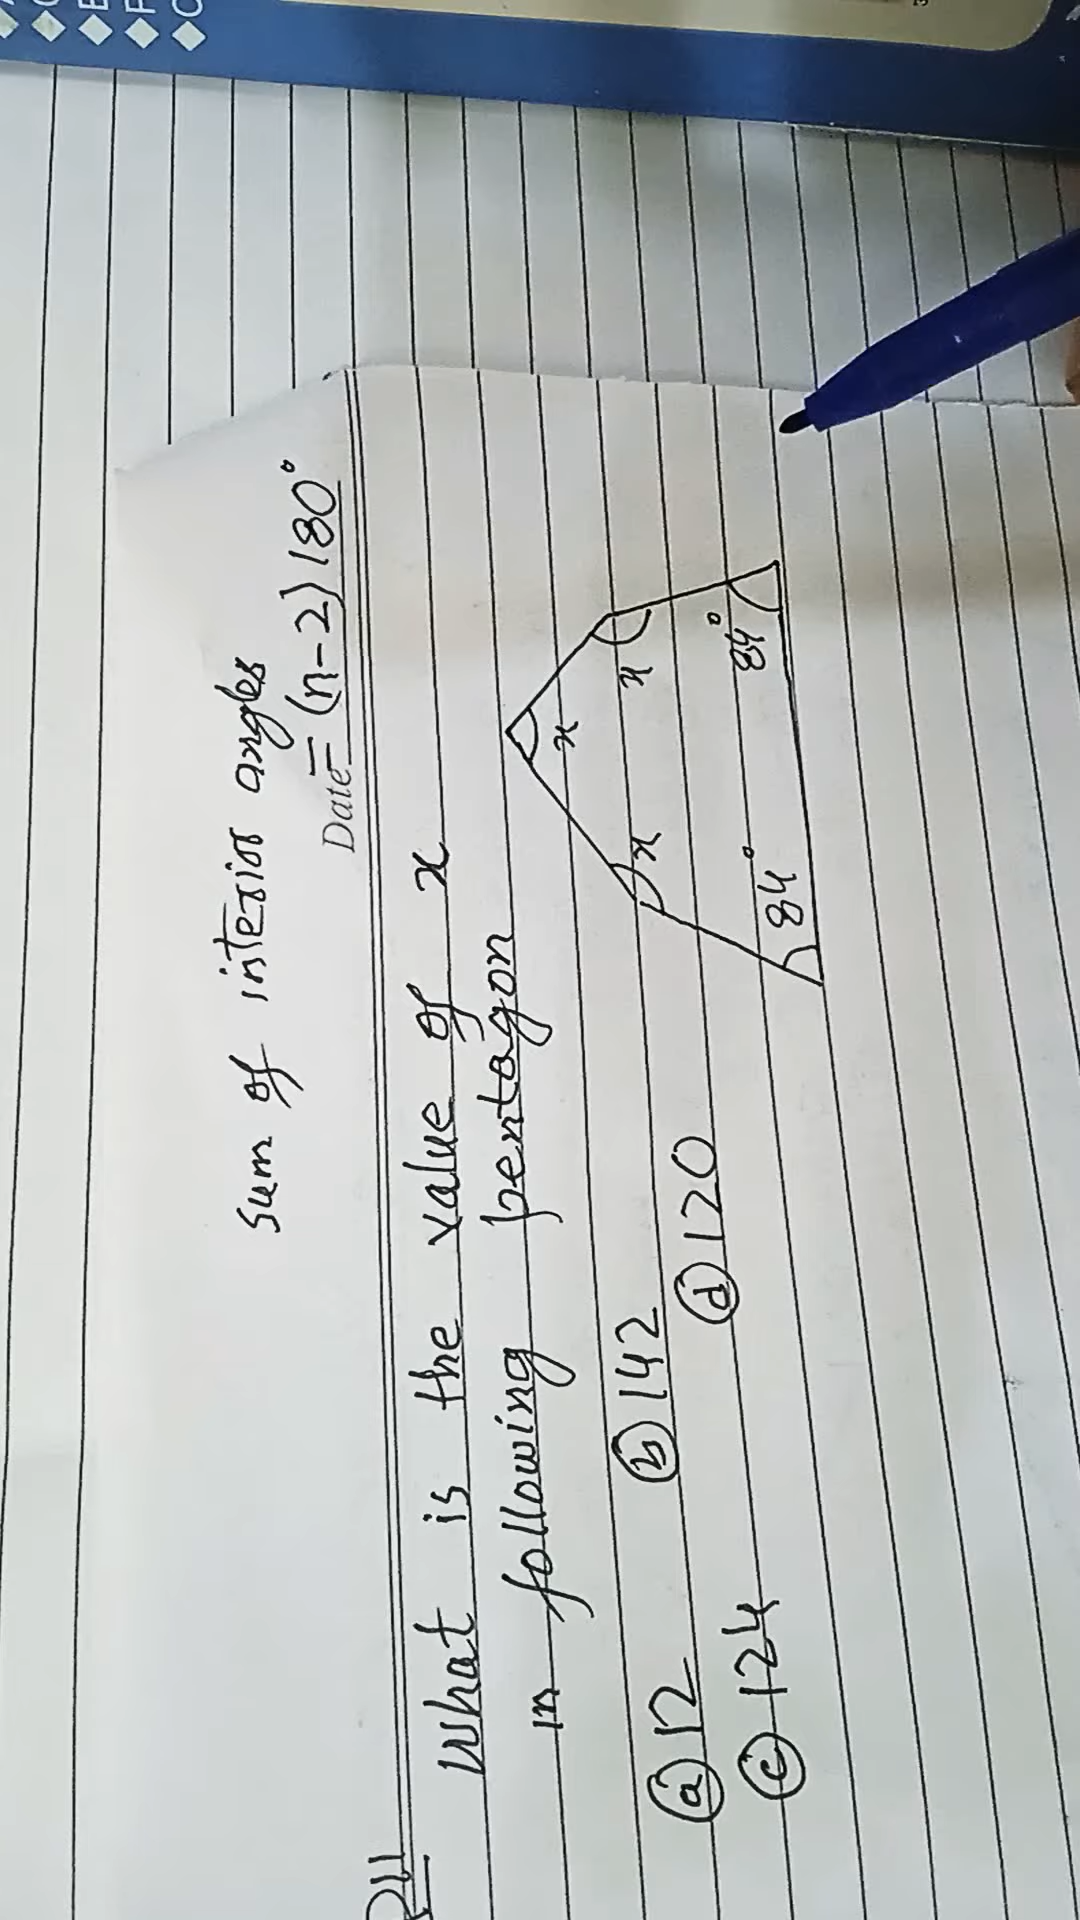 Sum of interior angles
Date = (n-2) 180°
What is the value of x
in following pentagon
(a) 12 (b) 142
(c) 124 (d) 120
x
x
x
84°
84°